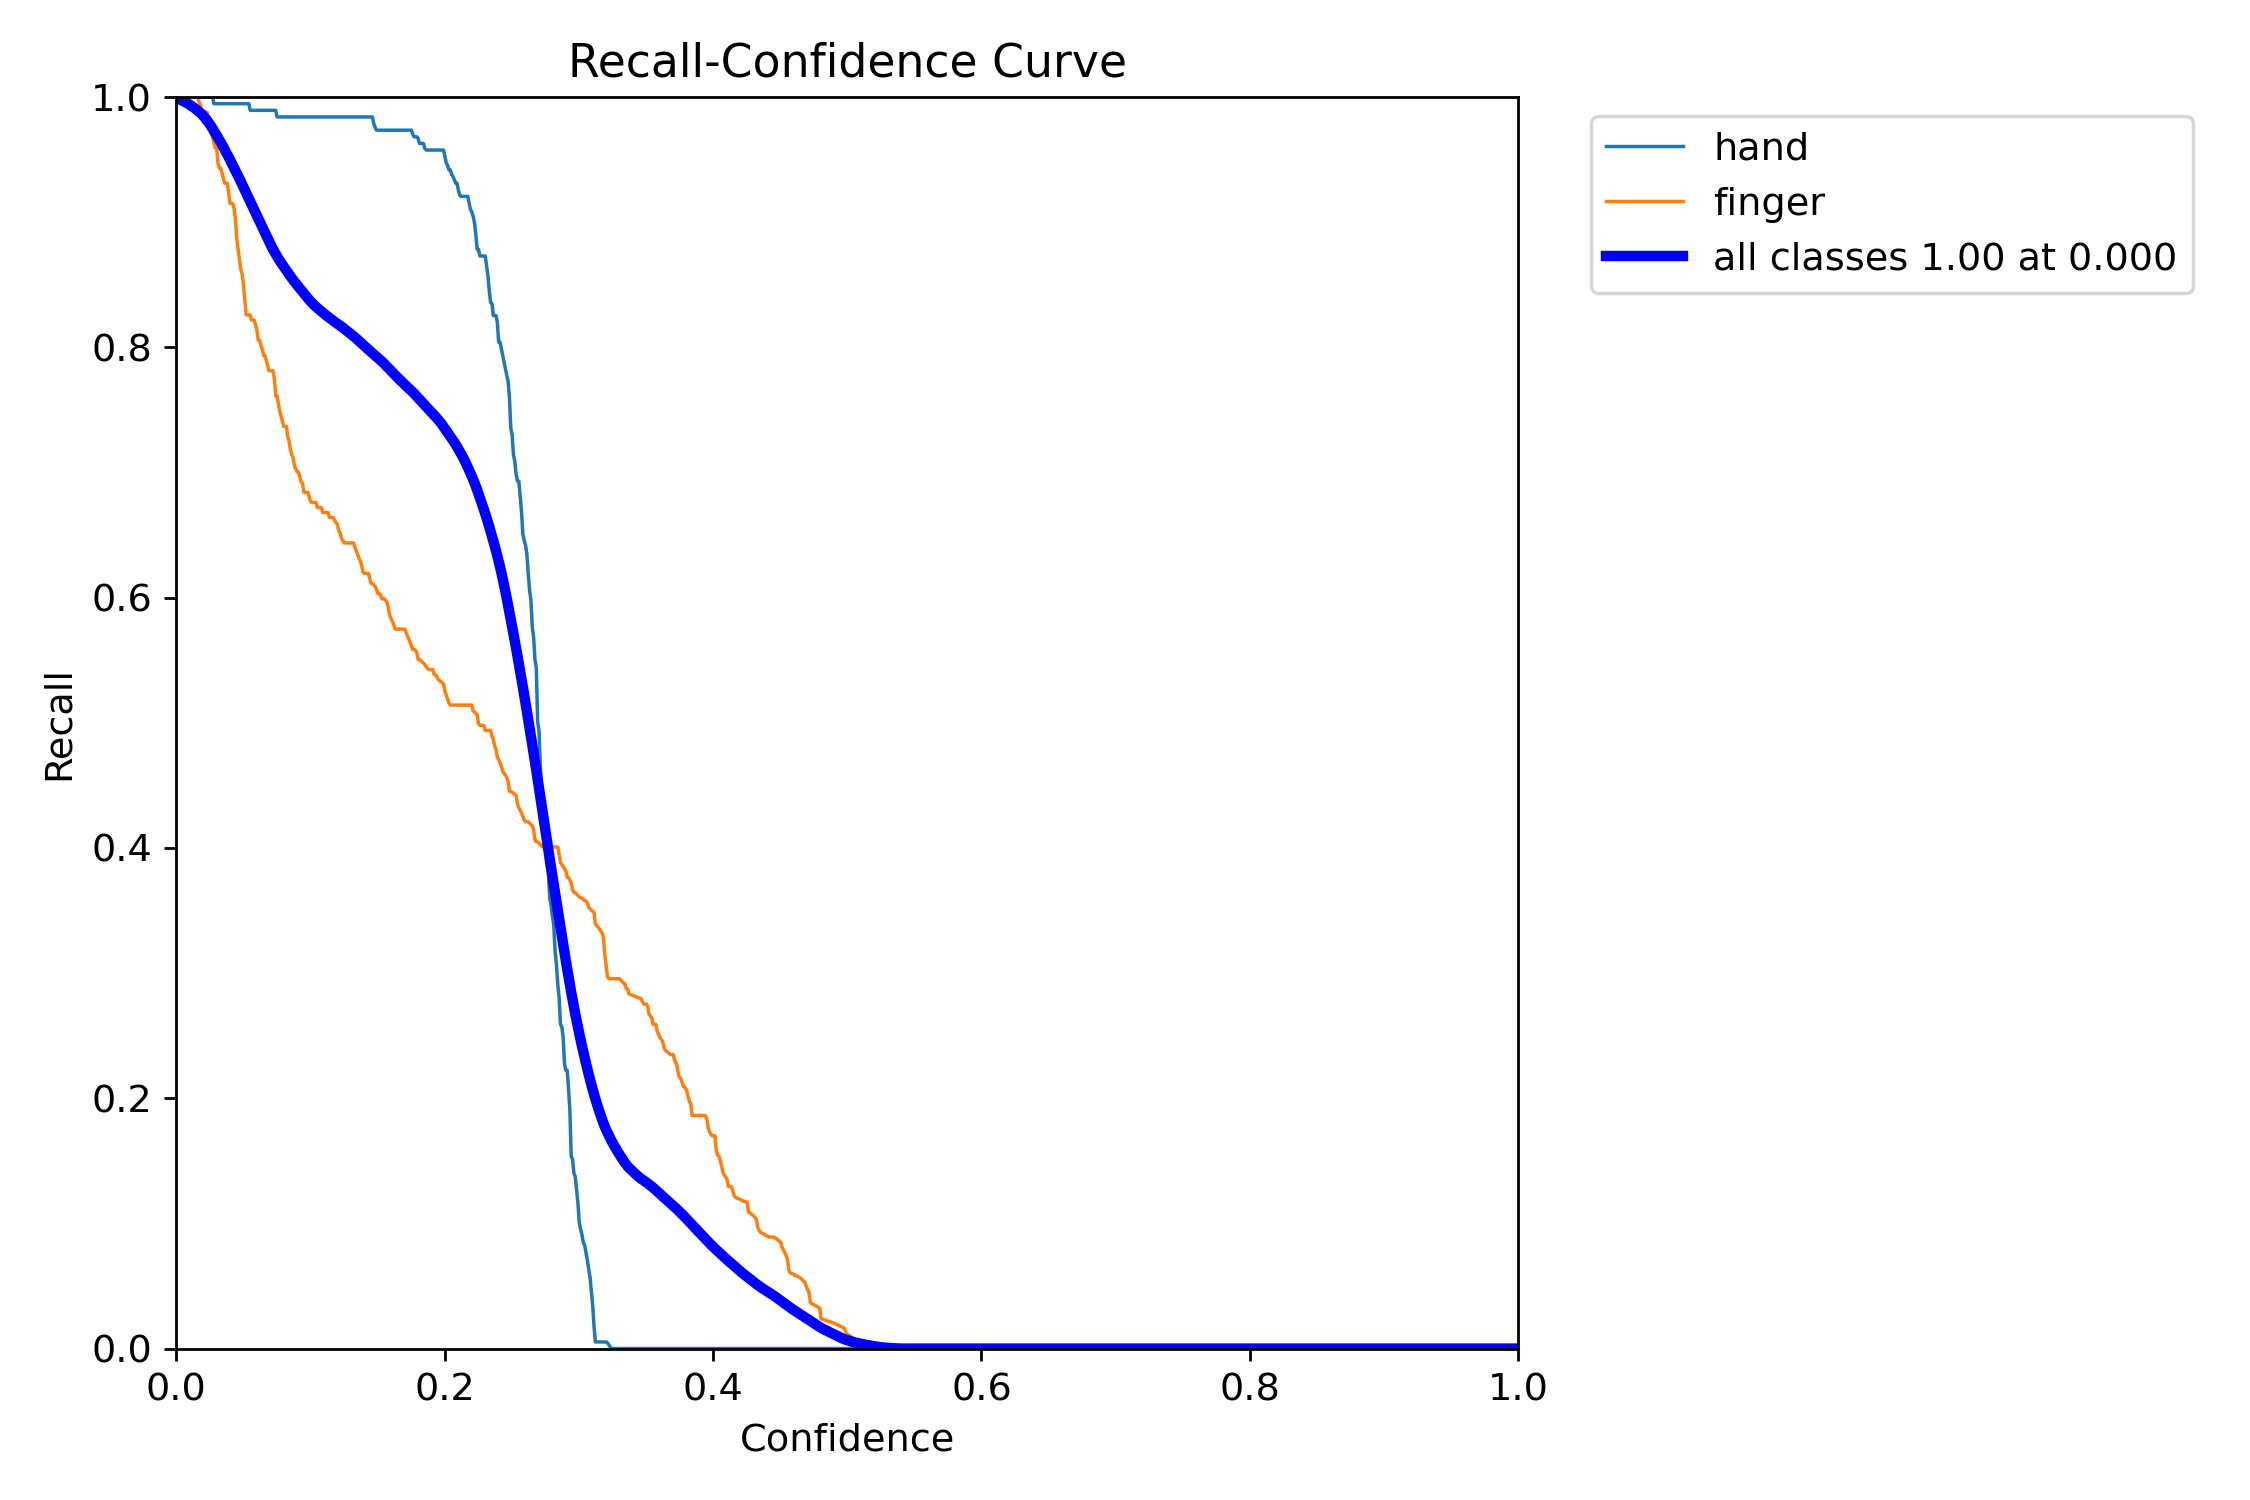 Recall-Confidence Curve
1.0
0.8
0.6
0.4
0.2
0.0
Recall
0.0 0.2 0.4 0.6 0.8 1.0
Confidence
hand
finger
all classes 1.00 at 0.000